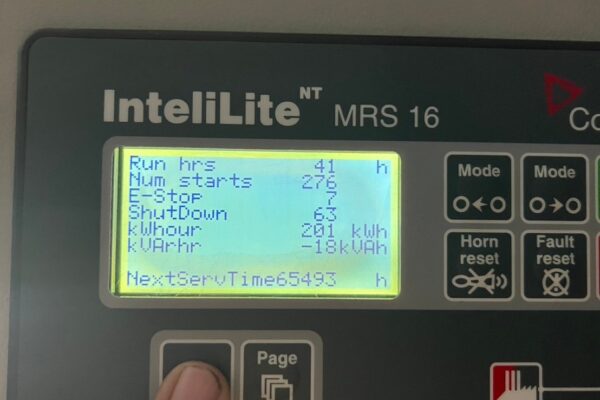 InteliLite NT MRS 16
Co
Run hrs 41 h
Num starts 276
E-Stop 7
ShutDown 63
kWhour 201 kWh
kVArhr -18kVAh
NextServTime65493 h
Mode
Mode
Horn reset
Fault reset
Page